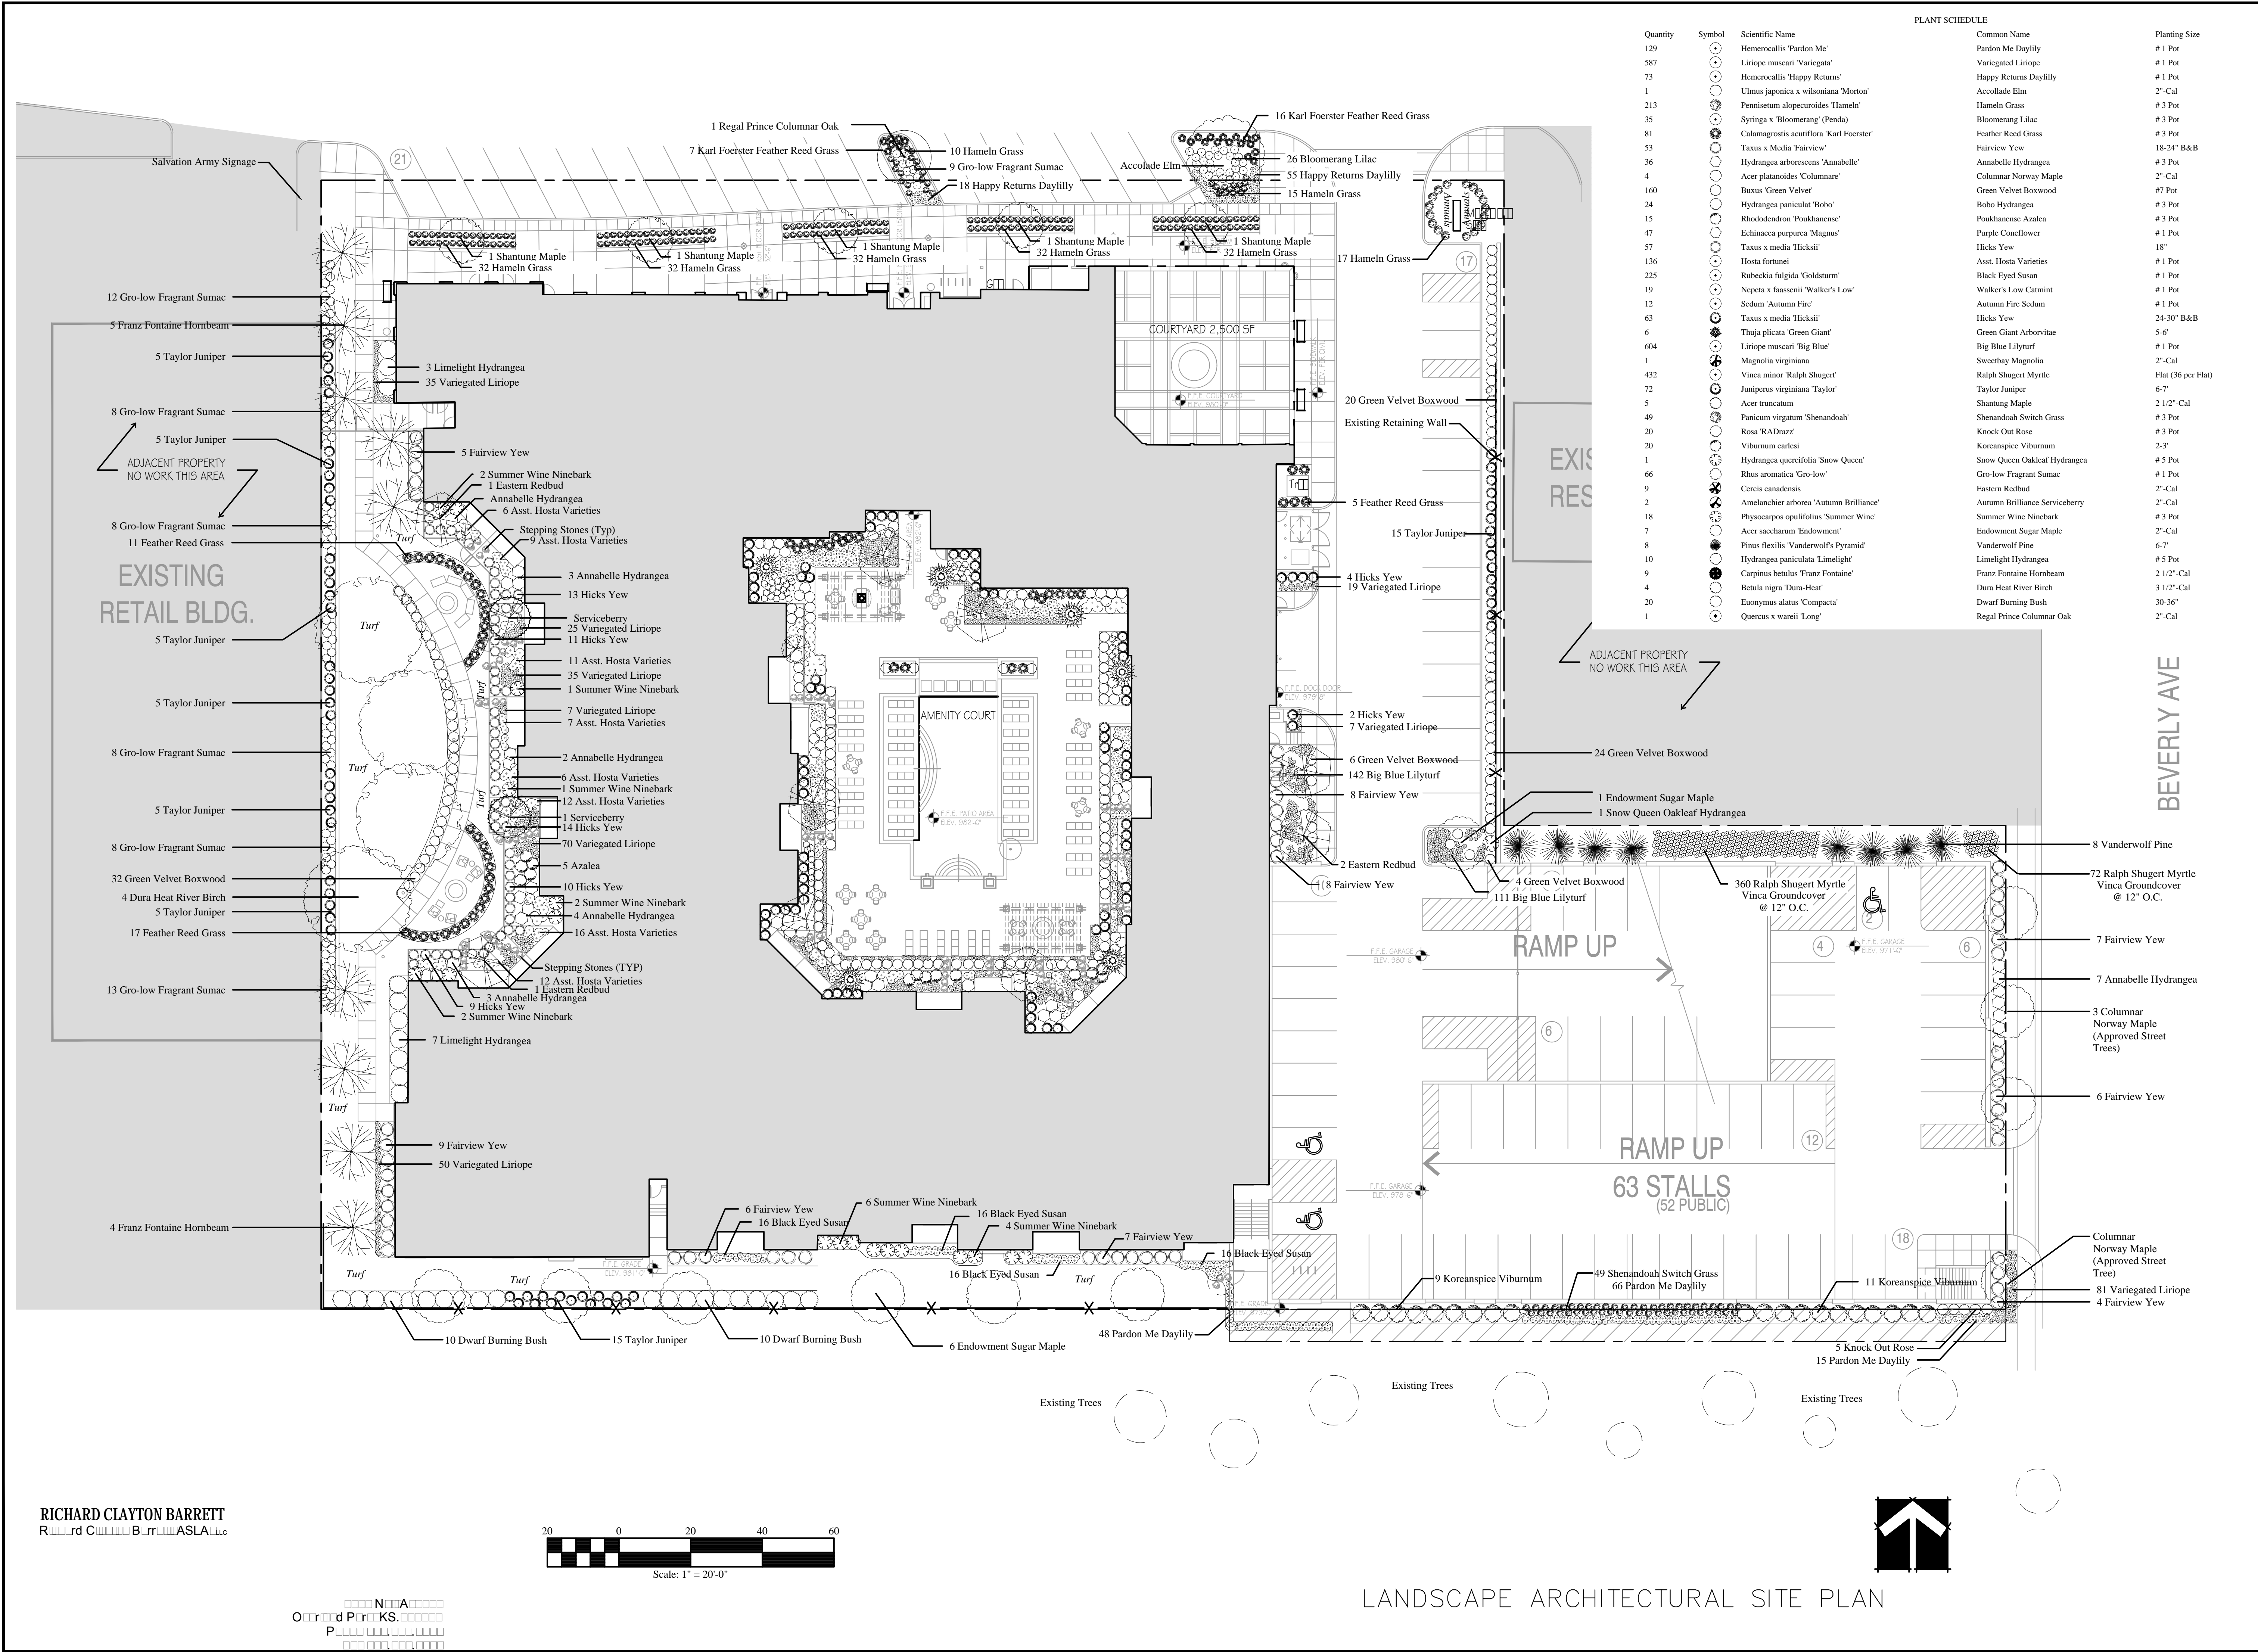 PLANT SCHEDULE
Quantity Symbol Scientific Name Common Name Planting Size
129 Hemerocallis 'Pardon Me' Pardon Me Daylily # 1 Pot
587 Liriope muscari 'Variegata' Variegated Liriope # 1 Pot
73 Hemerocallis 'Happy Returns' Happy Returns Daylilly # 1 Pot
1 Ulmus japonica x wilsoniana 'Morton' Accollade Elm 2"-Cal
213 Pennisetum alopecuroides 'Hameln' Hameln Grass # 3 Pot
35 Syringa x 'Bloomerang' (Penda) Bloomerang Lilac # 3 Pot
81 Calamagrostis acutiflora 'Karl Foerster' Feather Reed Grass # 3 Pot
53 Taxus x Media 'Fairview' Fairview Yew 18-24" B&B
36 Hydrangea arborescens 'Annabelle' Annabelle Hydrangea # 3 Pot
4 Acer platanoides 'Columnare' Columnar Norway Maple 2"-Cal
160 Buxus 'Green Velvet' Green Velvet Boxwood #7 Pot
24 Hydrangea paniculat 'Bobo' Bobo Hydrangea # 3 Pot
15 Rhododendron 'Poukhanense' Poukhanense Azalea # 3 Pot
47 Echinacea purpurea 'Magnus' Purple Coneflower # 1 Pot
57 Taxus x media 'Hicksii' Hicks Yew 18"
136 Hosta fortunei Asst. Hosta Varieties # 1 Pot
225 Rubeckia fulgida 'Goldsturm' Black Eyed Susan # 1 Pot
19 Nepeta x faassenii 'Walker's Low' Walker's Low Catmint # 1 Pot
12 Sedum 'Autumn Fire' Autumn Fire Sedum # 1 Pot
63 Taxus x media 'Hicksii' Hicks Yew 24-30" B&B
6 Thuja plicata 'Green Giant' Green Giant Arborvitae 5-6'
604 Liriope muscari 'Big Blue' Big Blue Lilyturf # 1 Pot
1 Magnolia virginiana Sweetbay Magnolia 2"-Cal
432 Vinca minor 'Ralph Shugert' Ralph Shugert Myrtle Flat (36 per Flat)
72 Juniperus virginiana 'Taylor' Taylor Juniper 6-7'
5 Acer truncatum Shantung Maple 2 1/2"-Cal
49 Panicum virgatum 'Shenandoah' Shenandoah Switch Grass # 3 Pot
20 Rosa 'RADrazz' Knock Out Rose # 3 Pot
20 Viburnum carlesi Koreanspice Viburnum 2-3'
1 Hydrangea quercifolia 'Snow Queen' Snow Queen Oakleaf Hydrangea # 5 Pot
66 Rhus aromatica 'Gro-low' Gro-low Fragrant Sumac # 1 Pot
9 Cercis canadensis Eastern Redbud 2"-Cal
2 Amelanchier arborea 'Autumn Brilliance' Autumn Brilliance Serviceberry 2"-Cal
18 Physocarpos opulifolius 'Summer Wine' Summer Wine Ninebark # 3 Pot
7 Acer saccharum 'Endowment' Endowment Sugar Maple 2"-Cal
8 Pinus flexilis 'Vanderwolf's Pyramid' Vanderwolf Pine 6-7'
10 Hydrangea paniculata 'Limelight' Limelight Hydrangea # 5 Pot
9 Carpinus betulus 'Franz Fontaine' Franz Fontaine Hornbeam 2 1/2"-Cal
4 Betula nigra 'Dura-Heat' Dura Heat River Birch 3 1/2"-Cal
20 Euonymus alatus 'Compacta' Dwarf Burning Bush 30-36"
1 Quercus x wareii 'Long' Regal Prince Columnar Oak 2"-Cal
Salvation Army Signage
21
1 Regal Prince Columnar Oak
7 Karl Foerster Feather Reed Grass
10 Hameln Grass
9 Gro-low Fragrant Sumac
18 Happy Returns Daylilly
16 Karl Foerster Feather Reed Grass
Accolade Elm
26 Bloomerang Lilac
55 Happy Returns Daylilly
15 Hameln Grass
Annuals
Annuals
17 Hameln Grass
17
1 Shantung Maple
32 Hameln Grass
1 Shantung Maple
32 Hameln Grass
1 Shantung Maple
32 Hameln Grass
1 Shantung Maple
32 Hameln Grass
1 Shantung Maple
32 Hameln Grass
12 Gro-low Fragrant Sumac
5 Franz Fontaine Hornbeam
5 Taylor Juniper
8 Gro-low Fragrant Sumac
5 Taylor Juniper
ADJACENT PROPERTY
NO WORK THIS AREA
8 Gro-low Fragrant Sumac
11 Feather Reed Grass
EXISTING
RETAIL BLDG.
5 Taylor Juniper
5 Taylor Juniper
8 Gro-low Fragrant Sumac
5 Taylor Juniper
8 Gro-low Fragrant Sumac
32 Green Velvet Boxwood
4 Dura Heat River Birch
5 Taylor Juniper
17 Feather Reed Grass
13 Gro-low Fragrant Sumac
4 Franz Fontaine Hornbeam
3 Limelight Hydrangea
35 Variegated Liriope
5 Fairview Yew
2 Summer Wine Ninebark
1 Eastern Redbud
Annabelle Hydrangea
6 Asst. Hosta Varieties
Stepping Stones (Typ)
9 Asst. Hosta Varieties
3 Annabelle Hydrangea
13 Hicks Yew
Serviceberry
25 Variegated Liriope
11 Hicks Yew
11 Asst. Hosta Varieties
35 Variegated Liriope
1 Summer Wine Ninebark
7 Variegated Liriope
7 Asst. Hosta Varieties
2 Annabelle Hydrangea
6 Asst. Hosta Varieties
1 Summer Wine Ninebark
12 Asst. Hosta Varieties
1 Serviceberry
14 Hicks Yew
70 Variegated Liriope
5 Azalea
10 Hicks Yew
2 Summer Wine Ninebark
4 Annabelle Hydrangea
16 Asst. Hosta Varieties
Stepping Stones (TYP)
12 Asst. Hosta Varieties
1 Eastern Redbud
3 Annabelle Hydrangea
9 Hicks Yew
2 Summer Wine Ninebark
7 Limelight Hydrangea
9 Fairview Yew
50 Variegated Liriope
Turf
Turf
Turf
Turf
Turf
Turf
Turf
Turf
Turf
COURTYARD 2,500 SF
F.F.E. COURTYARD
AMENITY COURT
F.F.E. PATIO AREA
ELEV. 982'-6"
20 Green Velvet Boxwood
Existing Retaining Wall
5 Feather Reed Grass
15 Taylor Juniper
4 Hicks Yew
19 Variegated Liriope
2 Hicks Yew
7 Variegated Liriope
6 Green Velvet Boxwood
142 Big Blue Lilyturf
8 Fairview Yew
2 Eastern Redbud
8 Fairview Yew
ADJACENT PROPERTY
NO WORK THIS AREA
BEVERLY AVE
24 Green Velvet Boxwood
1 Endowment Sugar Maple
1 Snow Queen Oakleaf Hydrangea
4 Green Velvet Boxwood
111 Big Blue Lilyturf
360 Ralph Shugert Myrtle
Vinca Groundcover
@ 12" O.C.
8 Vanderwolf Pine
72 Ralph Shugert Myrtle
Vinca Groundcover
@ 12" O.C.
7 Fairview Yew
7 Annabelle Hydrangea
3 Columnar
Norway Maple
(Approved Street
Trees)
6 Fairview Yew
RAMP UP
F.F.E. GARAGE
ELEV. 980'-6"
2
4
F.F.E. GARAGE
ELEV. 971'-6"
6
6
12
RAMP UP
63 STALLS
(52 PUBLIC)
F.F.E. GARAGE
ELEV. 978'-6"
18
Columnar
Norway Maple
(Approved Street
Tree)
81 Variegated Liriope
4 Fairview Yew
6 Fairview Yew
16 Black Eyed Susan
6 Summer Wine Ninebark
16 Black Eyed Susan
4 Summer Wine Ninebark
7 Fairview Yew
16 Black Eyed Susan
16 Black Eyed Susan
F.F.E. GRADE
ELEV. 981'-0"
9 Koreanspice Viburnum
49 Shenandoah Switch Grass
66 Pardon Me Daylily
11 Koreanspice Viburnum
10 Dwarf Burning Bush
15 Taylor Juniper
10 Dwarf Burning Bush
6 Endowment Sugar Maple
48 Pardon Me Daylily
5 Knock Out Rose
15 Pardon Me Daylily
Existing Trees
Existing Trees
Existing Trees
RICHARD CLAYTON BARRETT
20 0 20 40 60
Scale: 1" = 20'-0"
LANDSCAPE ARCHITECTURAL SITE PLAN